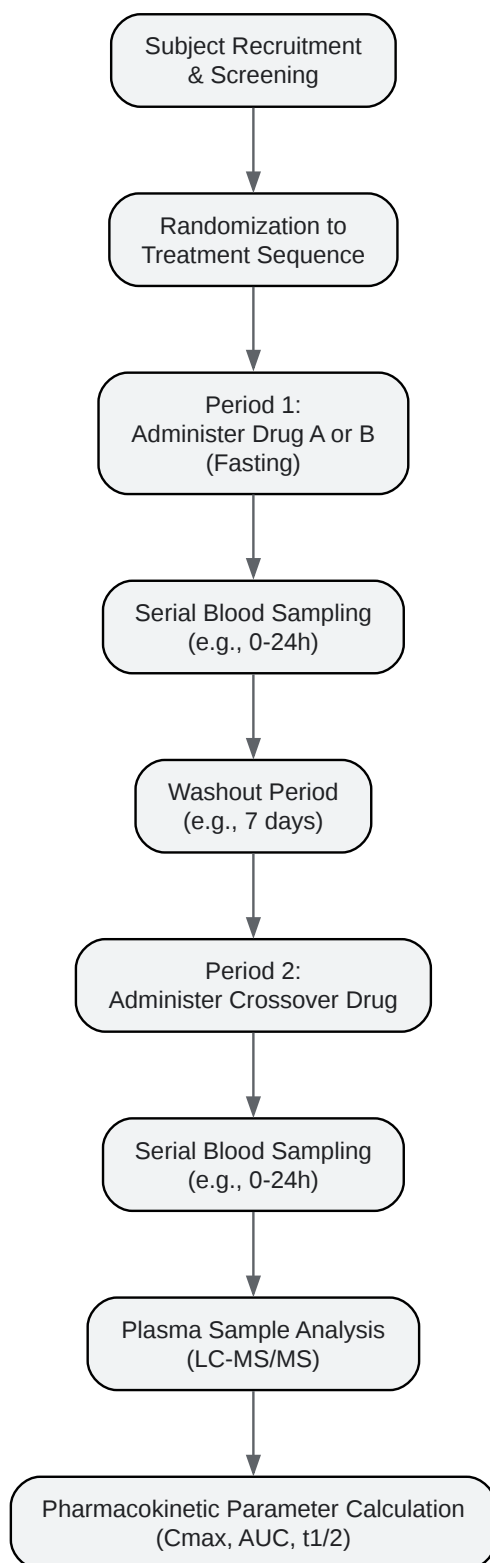 Subject Recruitment
& Screening
Randomization to
Treatment Sequence
Period 1:
Administer Drug A or B
(Fasting)
Serial Blood Sampling
(e.g., 0-24h)
Washout Period
(e.g., 7 days)
Period 2:
Administer Crossover Drug
Serial Blood Sampling
(e.g., 0-24h)
Plasma Sample Analysis
(LC-MS/MS)
Pharmacokinetic Parameter Calculation
(Cmax, AUC, t1/2)